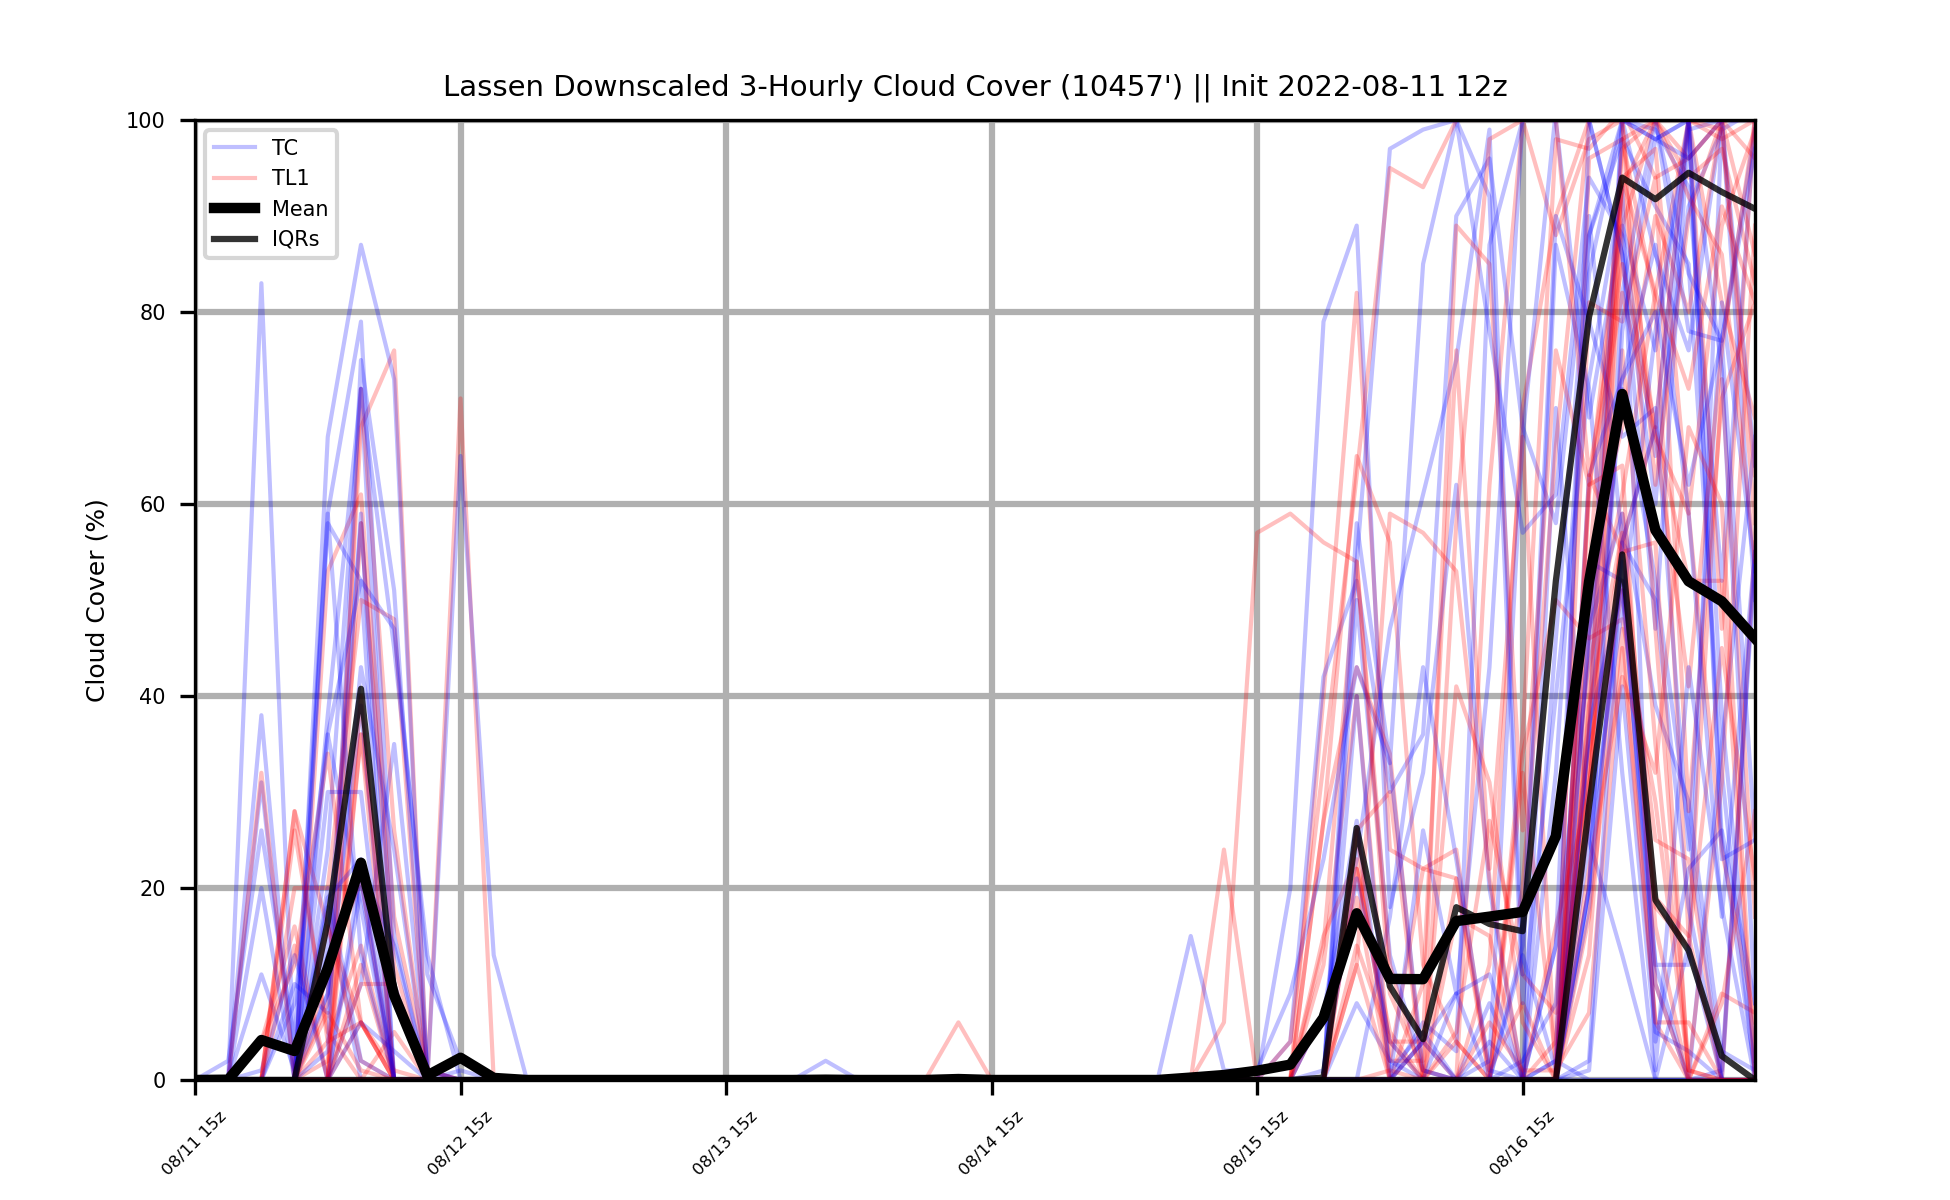 Lassen Downscaled 3-Hourly Cloud Cover (10457') || Init 2022-08-11 12z
Cloud Cover (%)
100
80
60
40
20
0
TC
TL1
Mean
IQRs
08/11 15z
08/12 15z
08/13 15z
08/14 15z
08/15 15z
08/16 15z